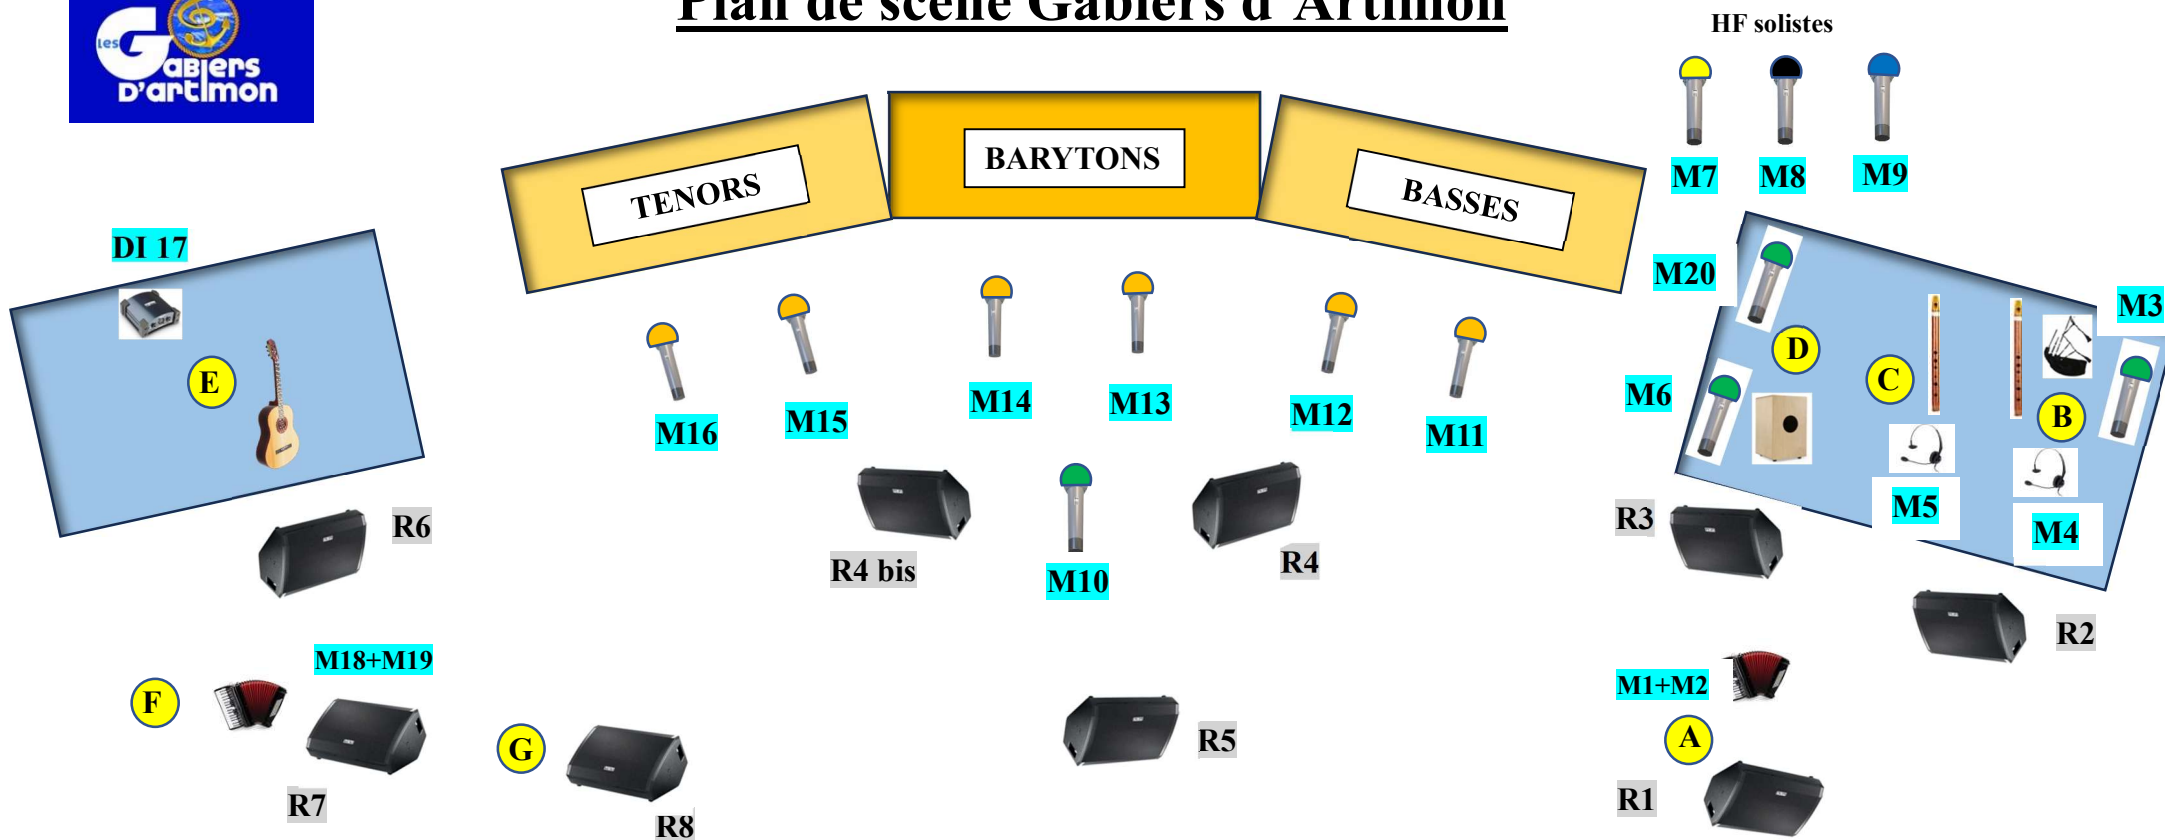 Plan de scène Gabiers d'Artimon
Les
GABIERS
D'artimon
HF solistes
M7
M8
M9
TENORS
BARYTONS
BASSES
DI 17
M20
M3
E
D
C
B
M6
M16
M15
M14
M13
M12
M11
M5
M4
R6
R4 bis
M10
R4
R3
R2
M18+M19
M1+M2
F
G
R5
A
R7
R8
R1